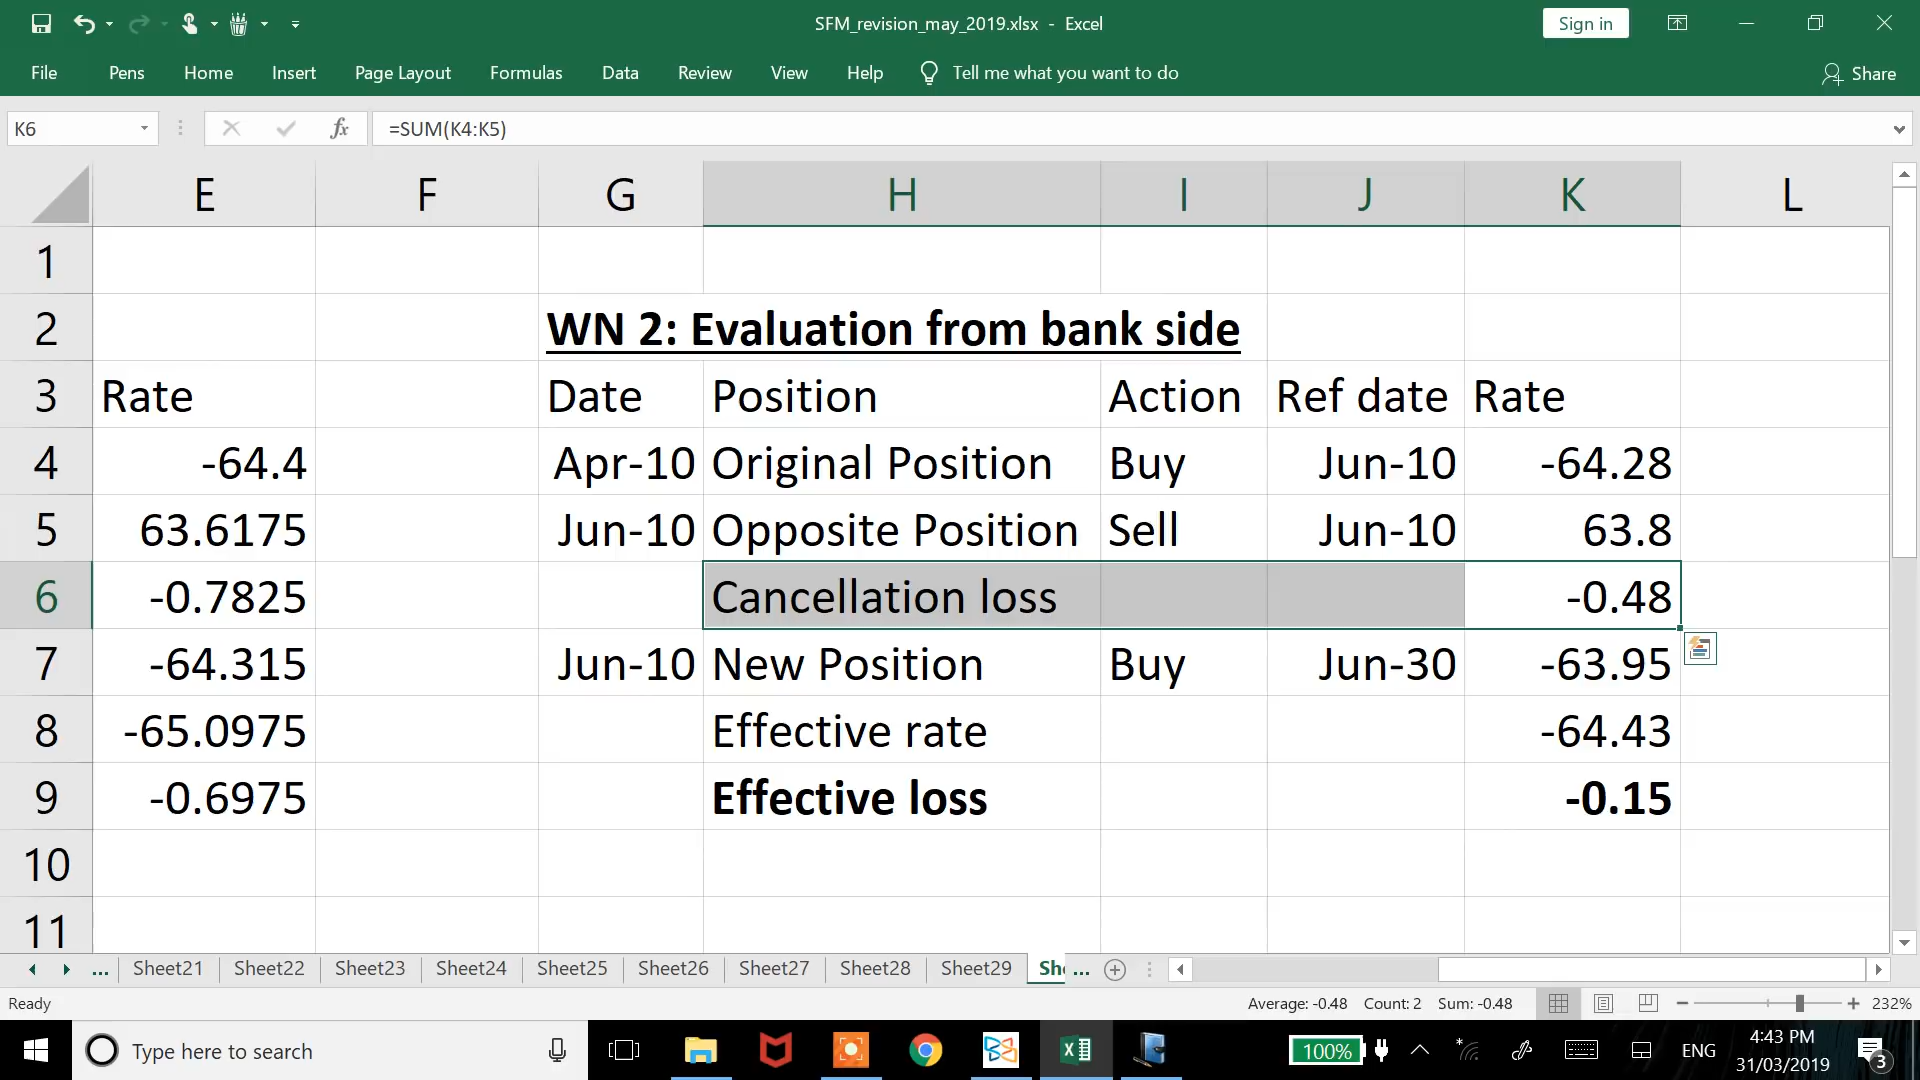 SFM_revision_may_2019.xlsx - Excel
Sign in
File Pens Home Insert Page Layout Formulas Data Review View Help Tell me what you want to do Share
K6 fx =SUM(K4:K5)
E F G H I J K L
1
2 WN 2: Evaluation from bank side
3 Rate Date Position Action Ref date Rate
4 -64.4 Apr-10 Original Position Buy Jun-10 -64.28
5 63.6175 Jun-10 Opposite Position Sell Jun-10 63.8
6 -0.7825 Cancellation loss -0.48
7 -64.315 Jun-10 New Position Buy Jun-30 -63.95
8 -65.0975 Effective rate -64.43
9 -0.6975 Effective loss -0.15
10
11
... Sheet21 Sheet22 Sheet23 Sheet24 Sheet25 Sheet26 Sheet27 Sheet28 Sheet29 She ...
Ready Average: -0.48 Count: 2 Sum: -0.48 232%
Type here to search 100% ENG 4:43 PM
31/03/2019 3